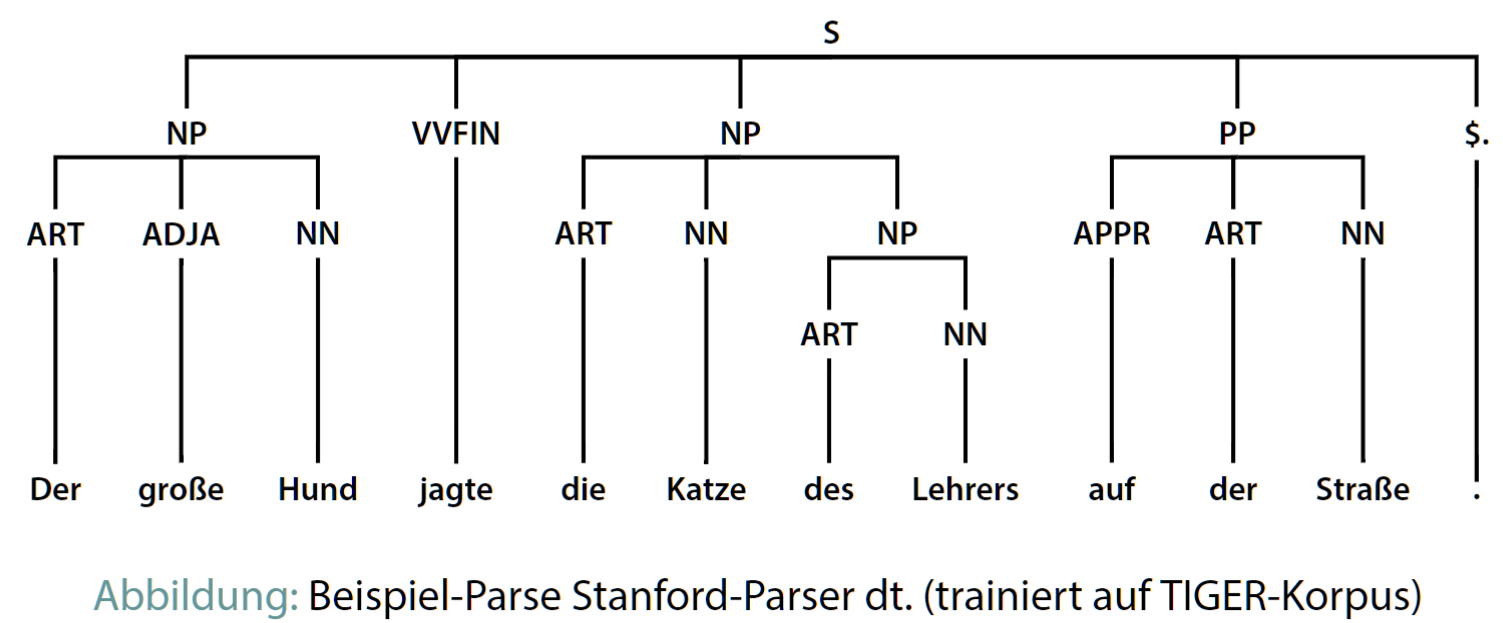 S
NP VVFIN NP PP $.
ART ADJA NN ART NN NP APPR ART NN
ART NN
Der große Hund jagte die Katze des Lehrers auf der Straße .
Abbildung: Beispiel-Parse Stanford-Parser dt. (trainiert auf TIGER-Korpus)